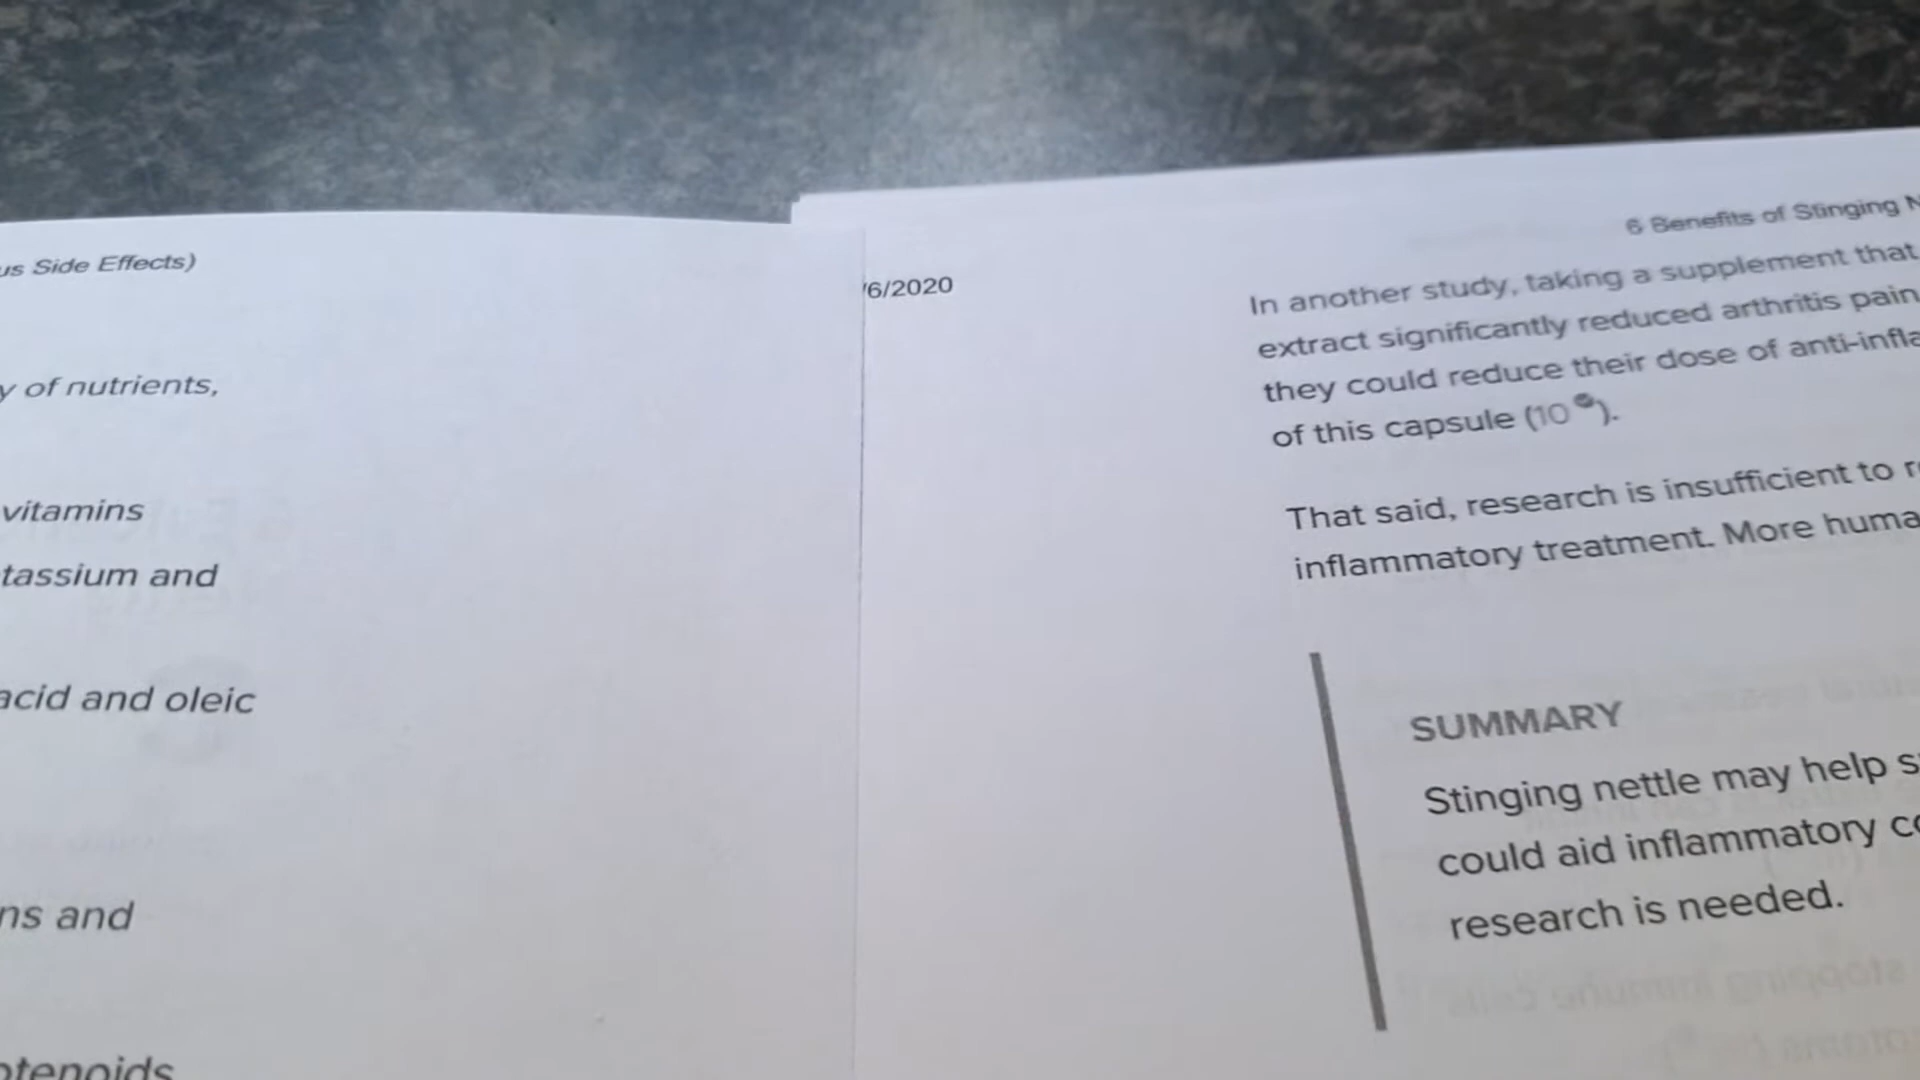 us Side Effects)
y of nutrients,
vitamins
tassium and
acid and oleic
ns and
otenoids
/6/2020
6 Benefits of Stinging N
In another study, taking a supplement that
extract significantly reduced arthritis pain
they could reduce their dose of anti-infla
of this capsule (10).
That said, research is insufficient to r
inflammatory treatment. More huma
SUMMARY
Stinging nettle may help s
could aid inflammatory co
research is needed.